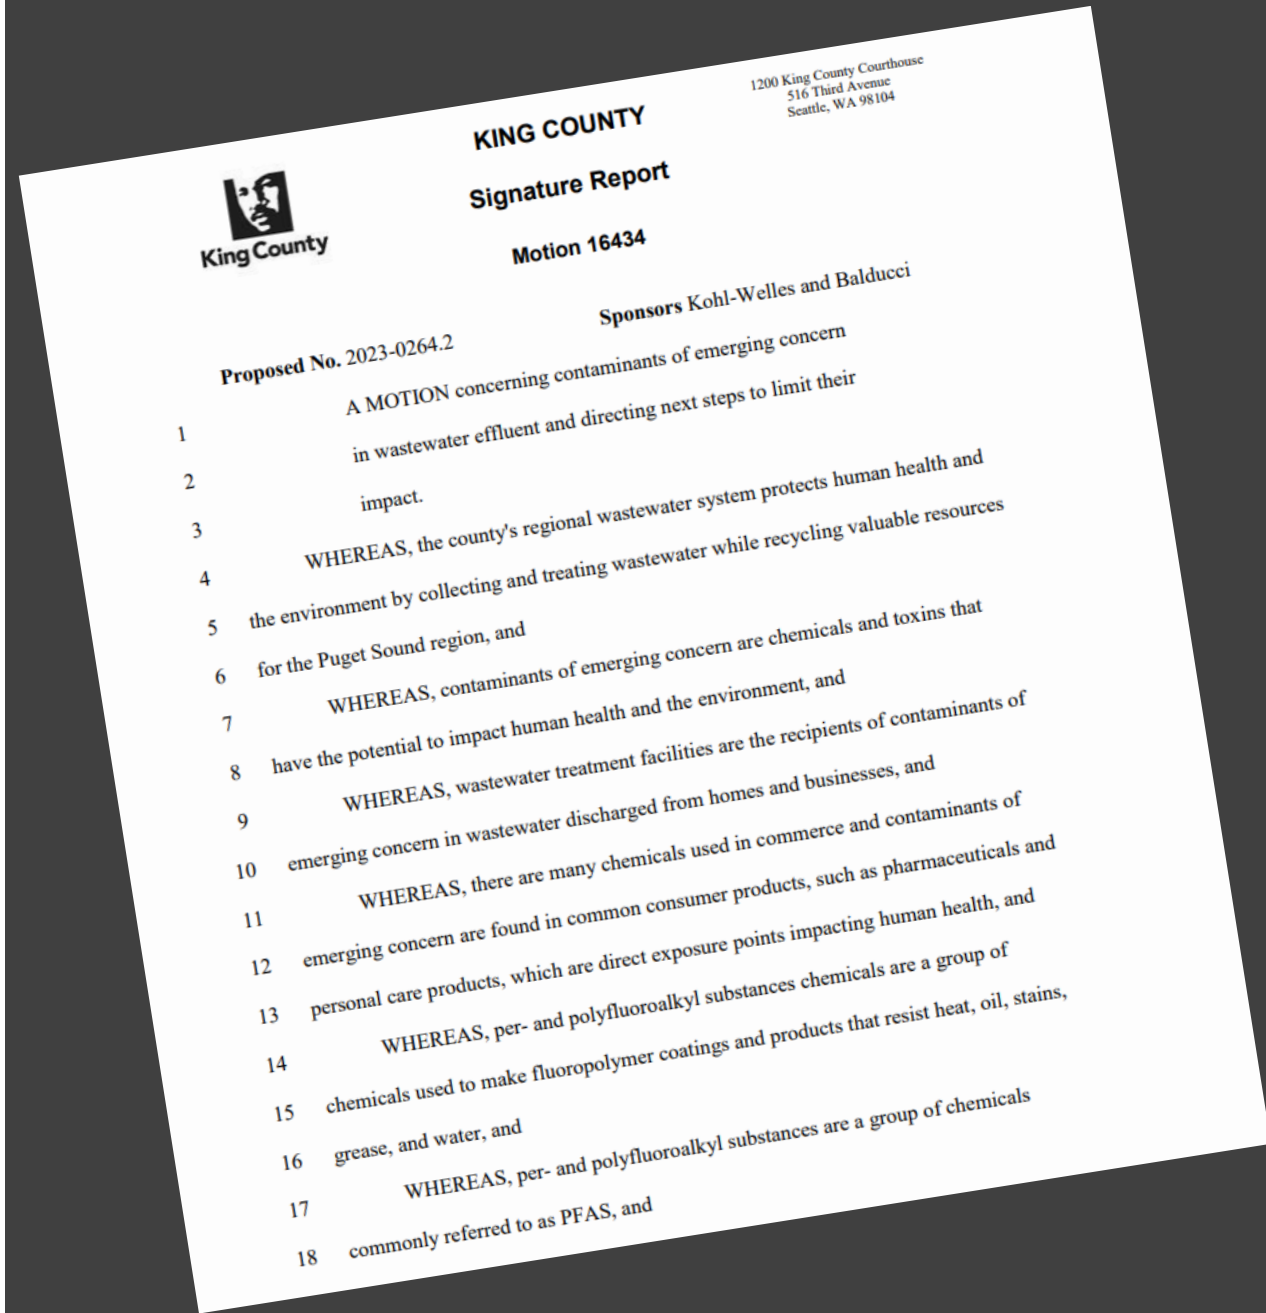 1200 King County Courthouse
516 Third Avenue
Seattle, WA 98104
KING COUNTY
Signature Report
Motion 16434
King County
Proposed No. 2023-0264.2 Sponsors Kohl-Welles and Balducci
1 A MOTION concerning contaminants of emerging concern
2 in wastewater effluent and directing next steps to limit their
3 impact.
4 WHEREAS, the county's regional wastewater system protects human health and
5 the environment by collecting and treating wastewater while recycling valuable resources
6 for the Puget Sound region, and
7 WHEREAS, contaminants of emerging concern are chemicals and toxins that
8 have the potential to impact human health and the environment, and
9 WHEREAS, wastewater treatment facilities are the recipients of contaminants of
10 emerging concern in wastewater discharged from homes and businesses, and
11 WHEREAS, there are many chemicals used in commerce and contaminants of
12 emerging concern are found in common consumer products, such as pharmaceuticals and
13 personal care products, which are direct exposure points impacting human health, and
14 WHEREAS, per- and polyfluoroalkyl substances chemicals are a group of
15 chemicals used to make fluoropolymer coatings and products that resist heat, oil, stains,
16 grease, and water, and
17 WHEREAS, per- and polyfluoroalkyl substances are a group of chemicals
18 commonly referred to as PFAS, and